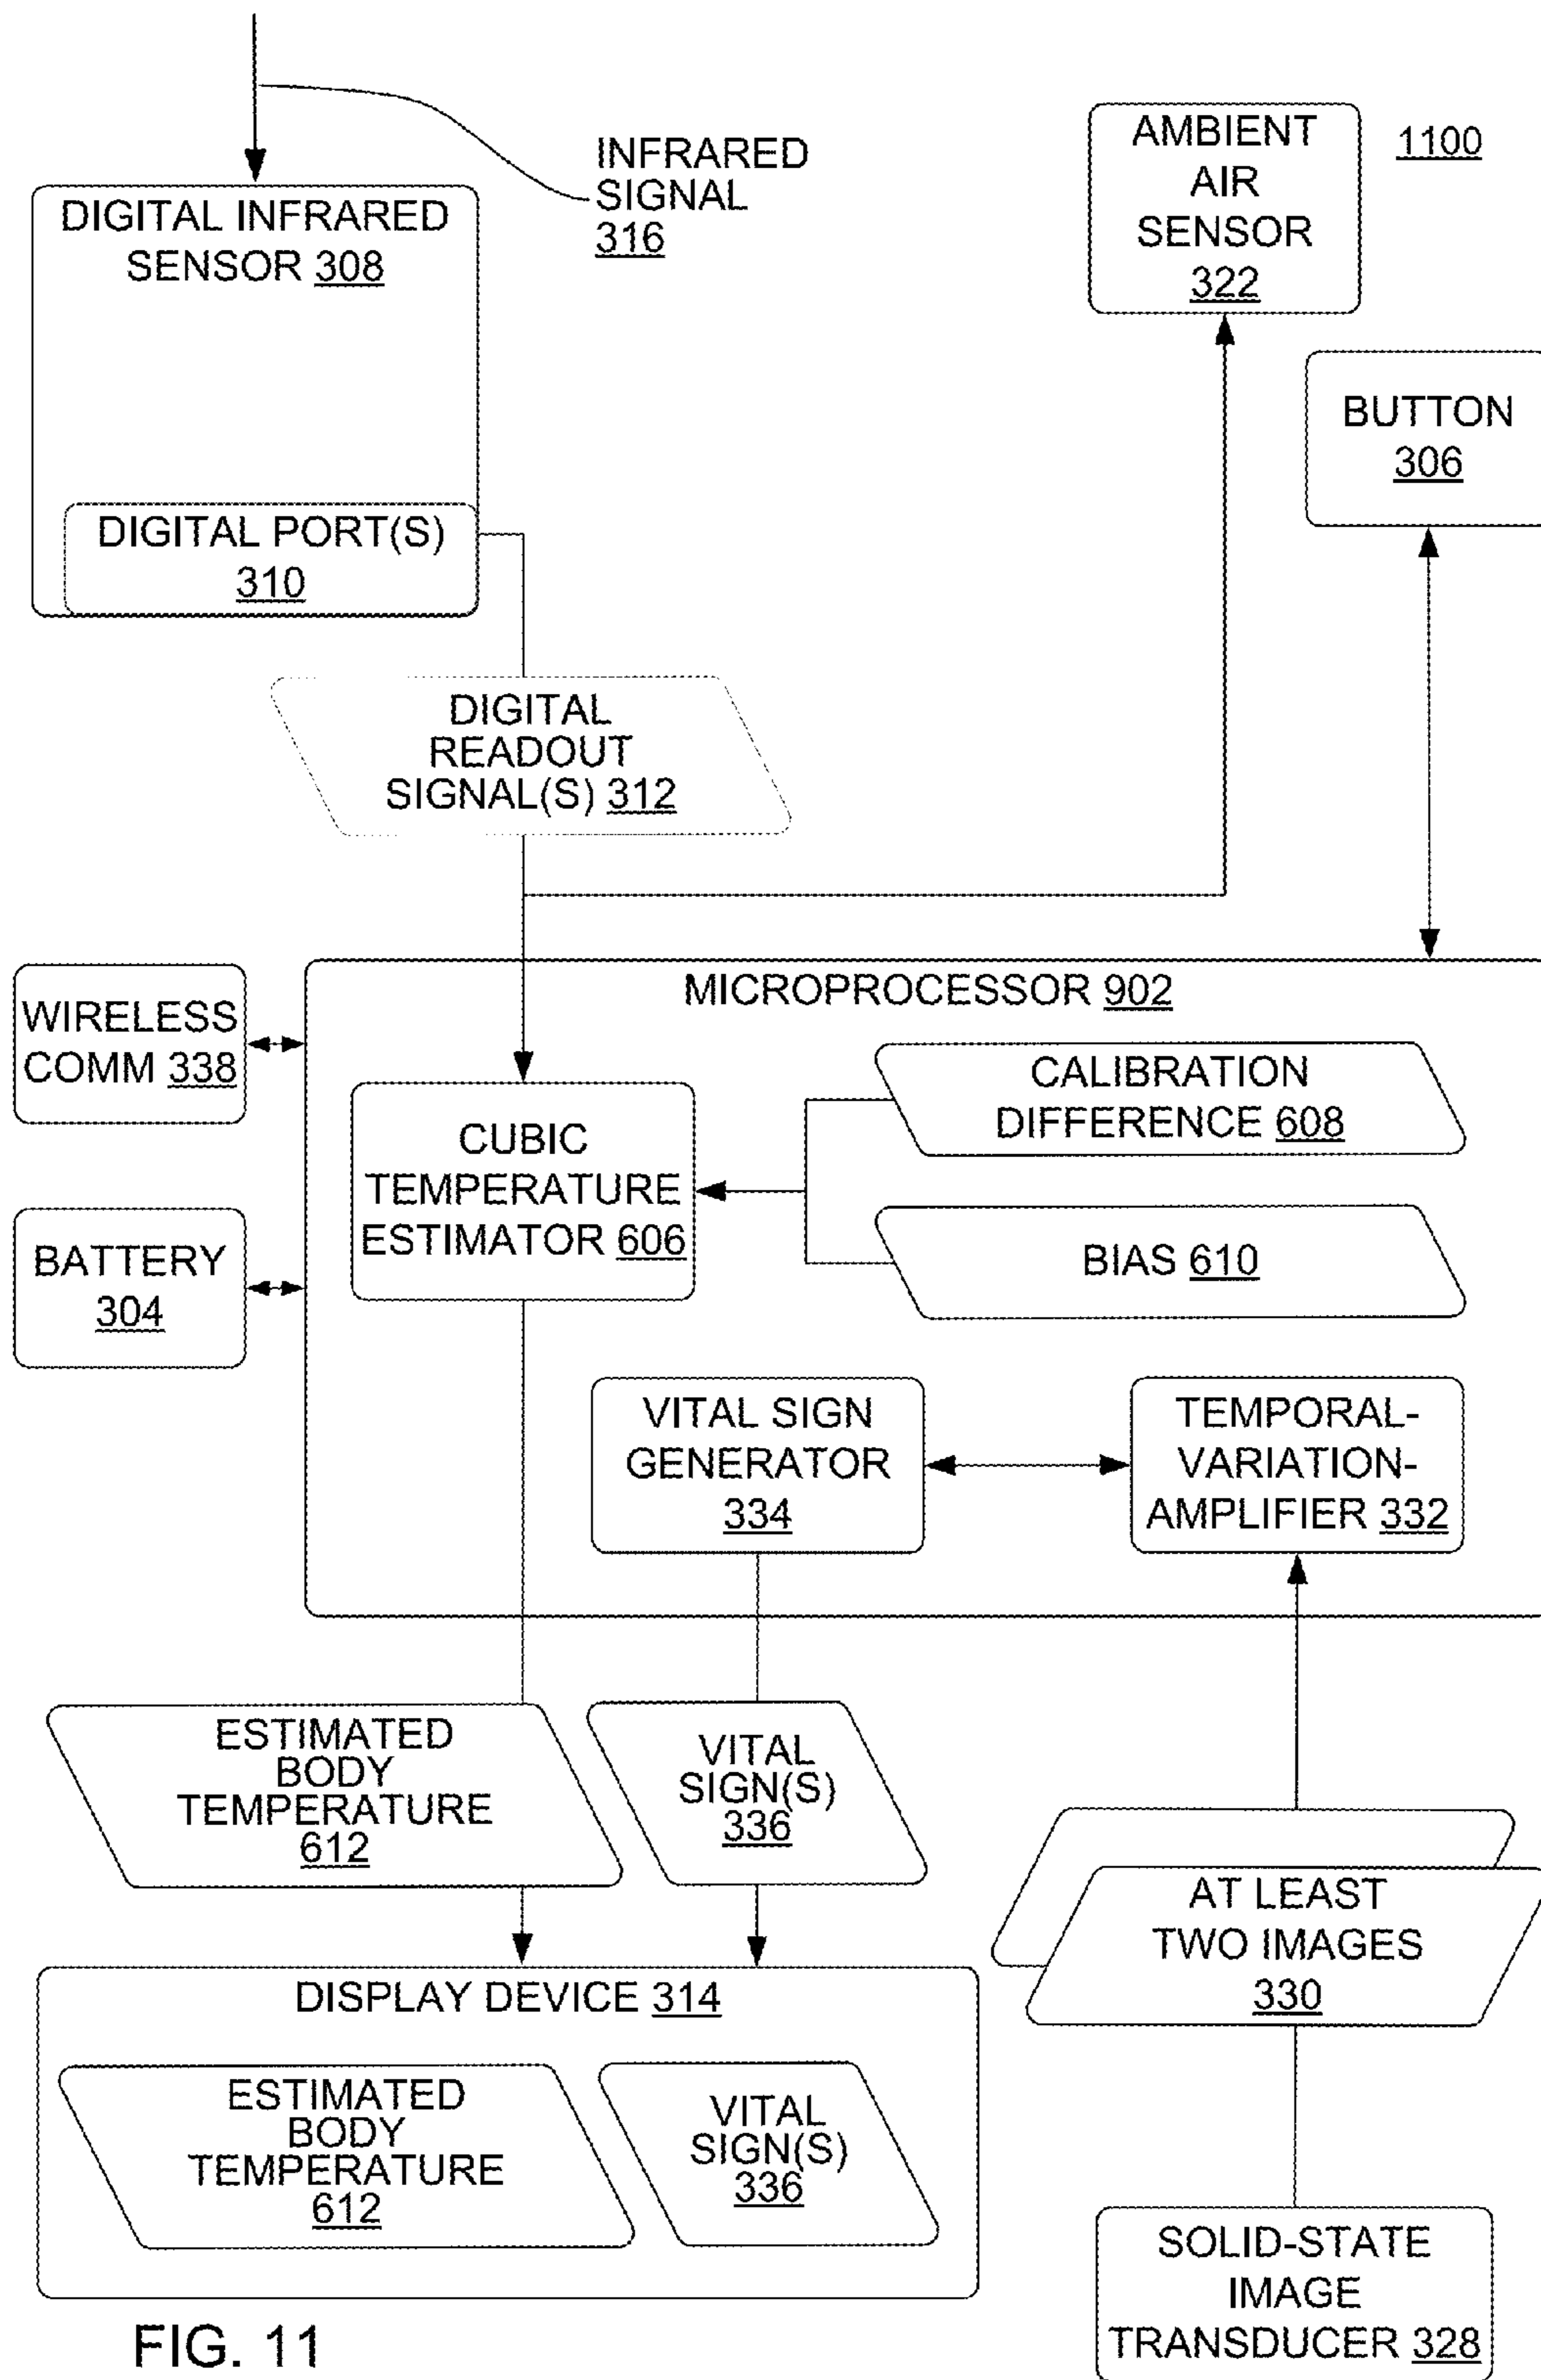 INFRARED
SIGNAL
316
AMBIENT
AIR
SENSOR
322
1100
DIGITAL INFRARED
SENSOR 308
BUTTON
306
DIGITAL PORT(S)
310
DIGITAL
READOUT
SIGNAL(S) 312
MICROPROCESSOR 902
WIRELESS
COMM 338
CALIBRATION
DIFFERENCE 608
CUBIC
TEMPERATURE
ESTIMATOR 606
BATTERY
304
BIAS 610
VITAL SIGN
GENERATOR
334
TEMPORAL-
VARIATION-
AMPLIFIER 332
ESTIMATED
BODY
TEMPERATURE
612
VITAL
SIGN(S)
336
AT LEAST
TWO IMAGES
330
DISPLAY DEVICE 314
ESTIMATED
BODY
TEMPERATURE
612
VITAL
SIGN(S)
336
SOLID-STATE
IMAGE
TRANSDUCER 328
FIG. 11